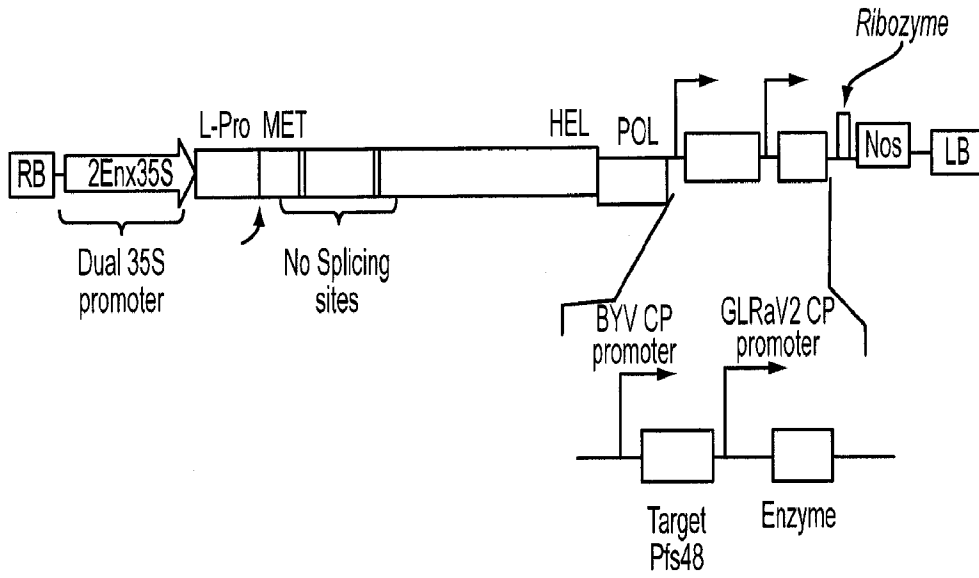 Ribozyme
L-Pro MET
HEL
POL
RB
2Enx35S
Nos
LB
Dual 35S
promoter
No Splicing
sites
BYV CP
promoter
GLRaV2 CP
promoter
Target
Pfs48
Enzyme